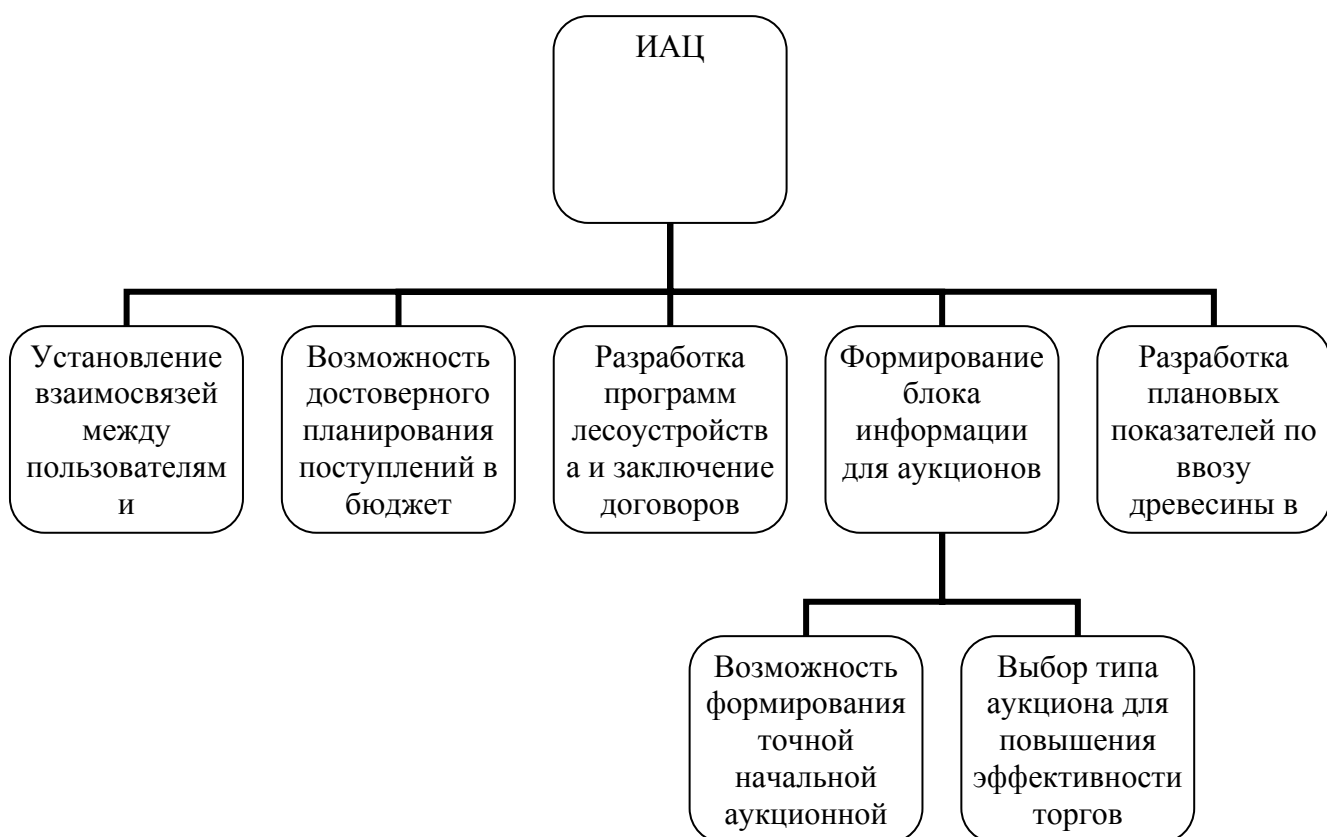 ИАЦ
Установление
взаимосвязей
между
пользователям
и
Возможность
достоверного
планирования
поступлений в
бюджет
Разработка
программ
лесоустройств
а и заключение
договоров
Формирование
блока
информации
для аукционов
Разработка
плановых
показателей по
ввозу
древесины в
Возможность
формирования
точной
начальной
аукционной
Выбор типа
аукциона для
повышения
эффективности
торгов